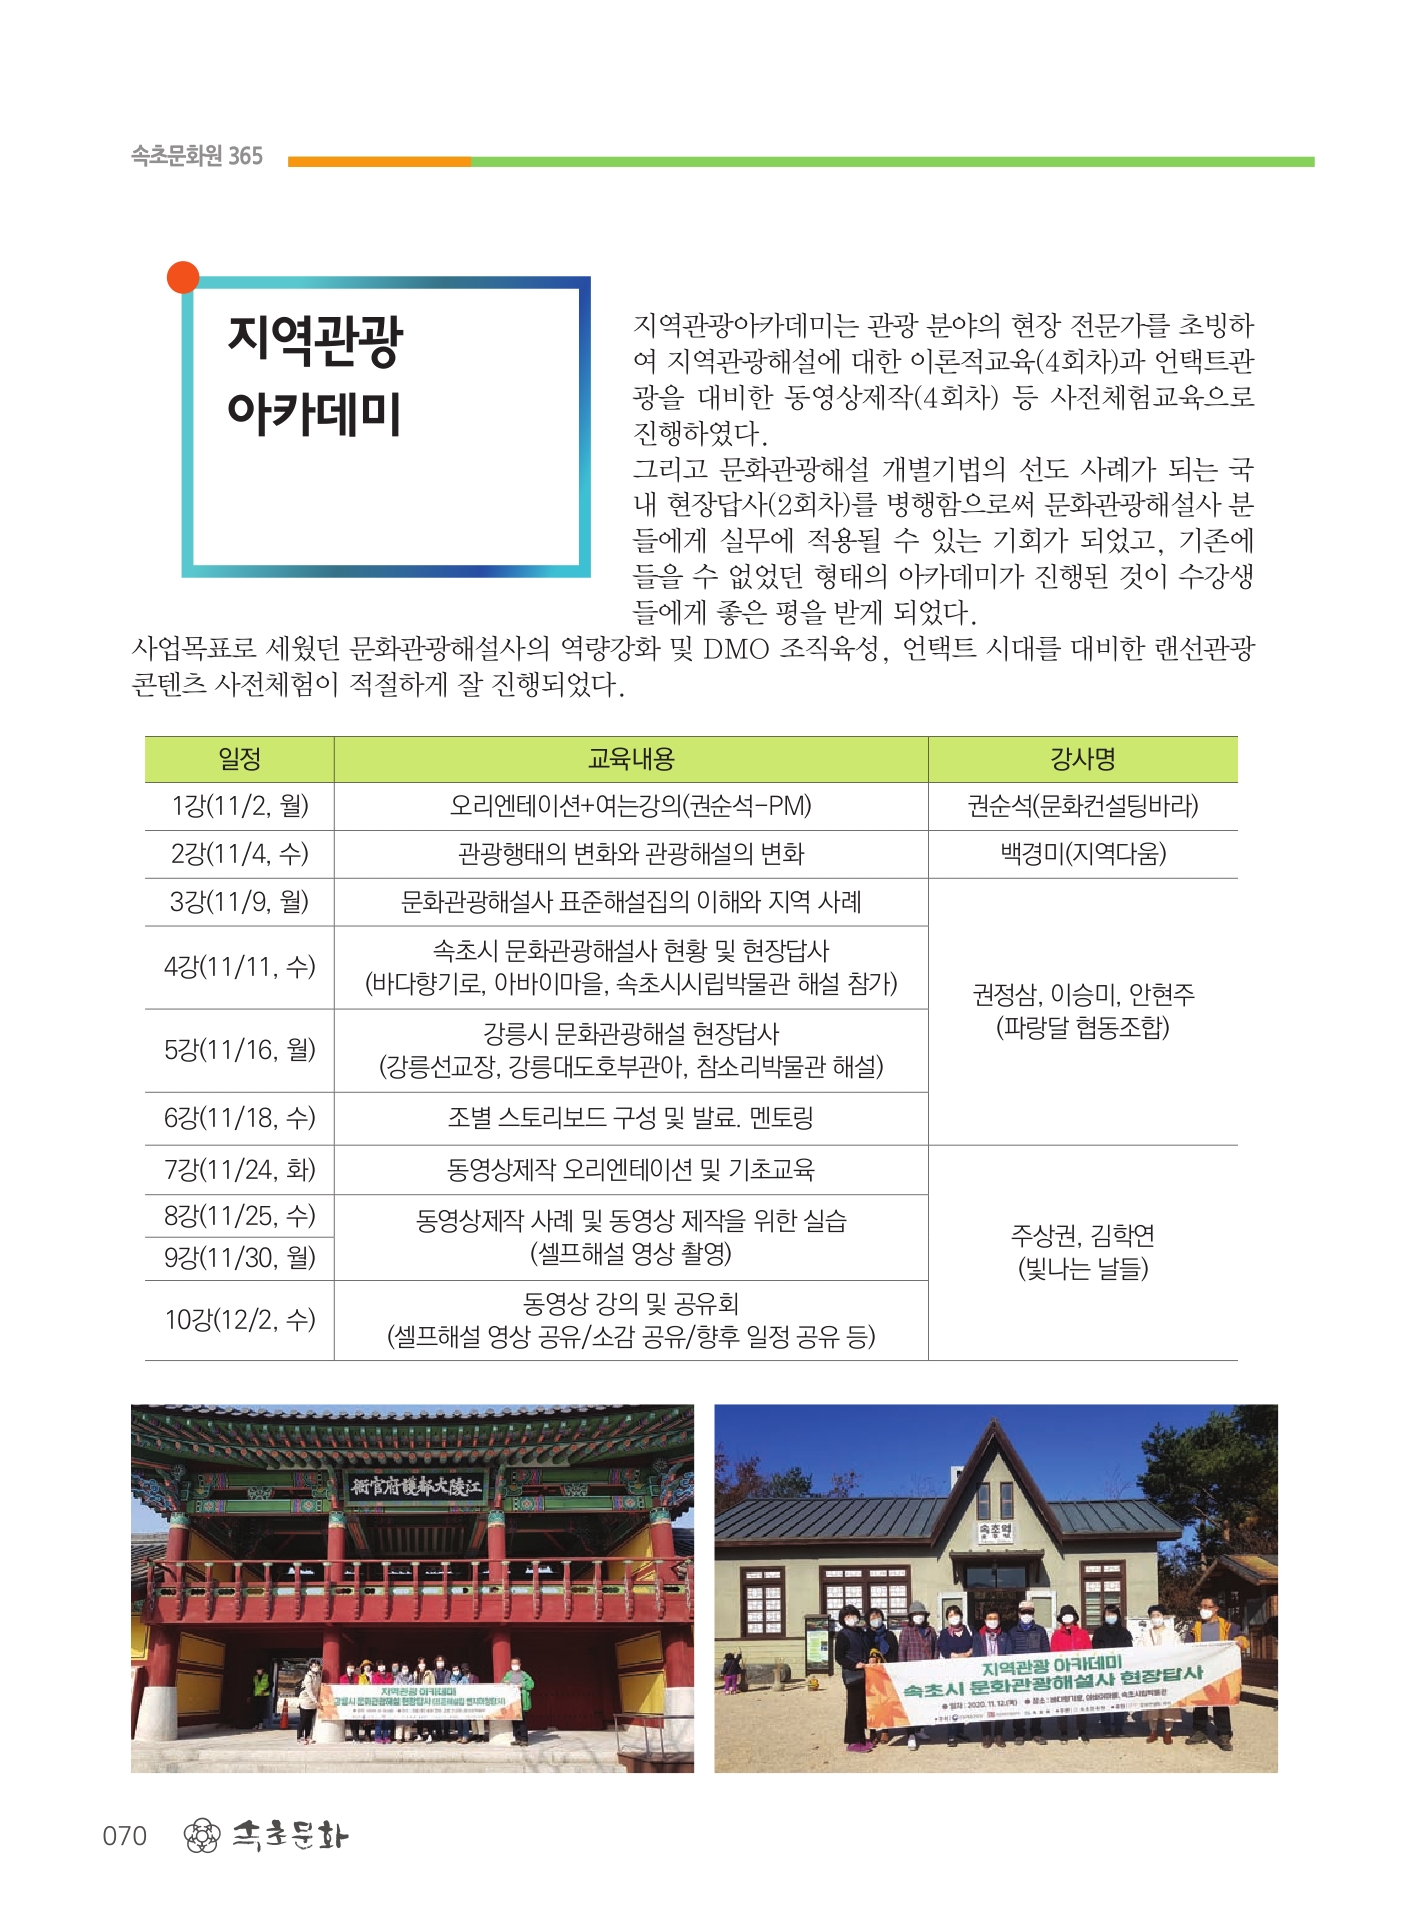 속초문화원 365
지역관광
아카데미
지역관광아카데미는 관광 분야의 현장 전문가를 초빙하
여 지역관광해설에 대한 이론적교육(4회차)과 언택트관
광을 대비한 동영상제작(4회차) 등 사전체험교육으로
진행하였다.
그리고 문화관광해설 개별기법의 선도 사례가 되는 국
내 현장답사(2회차)를 병행함으로써 문화관광해설사 분
들에게 실무에 적용될 수 있는 기회가 되었고, 기존에
들을 수 없었던 형태의 아카데미가 진행된 것이 수강생
들에게 좋은 평을 받게 되었다.
사업목표로 세웠던 문화관광해설사의 역량강화 및 DMO 조직육성, 언택트 시대를 대비한 랜선관광
콘텐츠 사전체험이 적절하게 잘 진행되었다.
일정 교육내용 강사명
1강(11/2, 월) 오리엔테이션+여는강의(권순석-PM) 권순석(문화컨설팅바라)
2강(11/4, 수) 관광행태의 변화와 관광해설의 변화 백경미(지역다움)
3강(11/9, 월) 문화관광해설사 표준해설집의 이해와 지역 사례
4강(11/11, 수) 속초시 문화관광해설사 현황 및 현장답사
(바다향기로, 아바이마을, 속초시시립박물관 해설 참가)
권정삼, 이승미, 안현주
(파랑달 협동조합)
5강(11/16, 월) 강릉시 문화관광해설 현장답사
(강릉선교장, 강릉대도호부관아, 참소리박물관 해설)
6강(11/18, 수) 조별 스토리보드 구성 및 발료. 멘토링
7강(11/24, 화) 동영상제작 오리엔테이션 및 기초교육
8강(11/25, 수) 동영상제작 사례 및 동영상 제작을 위한 실습
9강(11/30, 월) (셀프해설 영상 촬영)
주상권, 김학연
(빛나는 날들)
10강(12/2, 수) 동영상 강의 및 공유회
(셀프해설 영상 공유/소감 공유/향후 일정 공유 등)
衙官府護都大陵江
지역관광 아카데미
강릉시 문화관광해설 현장답사
속초역
지역관광 아카데미
속초시 문화관광해설사 현장답사
일자 : 2020. 11. 12.(목) 장소 : 바다향기로, 아바이마을, 속초시립박물관
070 속초문화